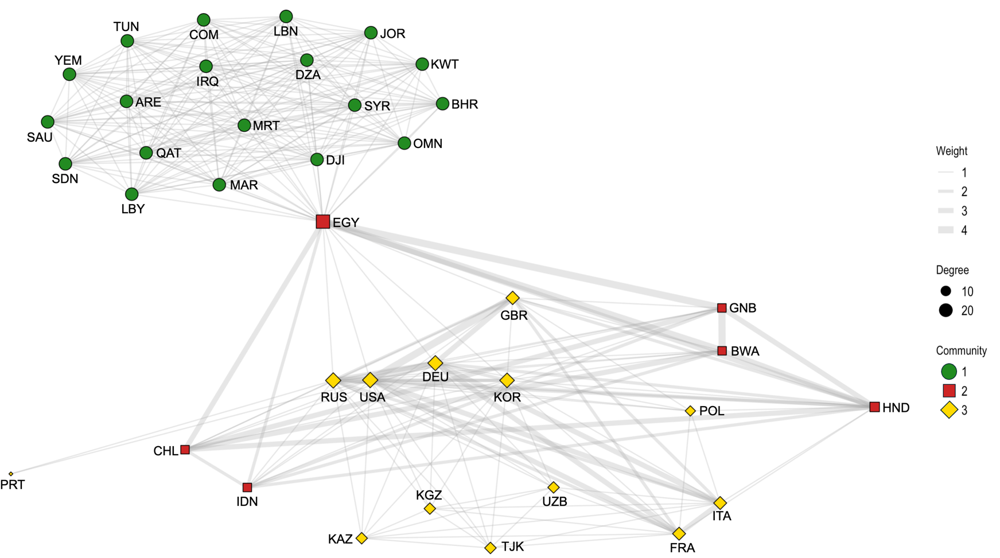 LBN
COM
TUN
JOR
YEM
KWT
DZA
IRQ
ARE
SYR
BHR
MRT
SAU
OMN
QAT
DJI
SDN
MAR
LBY
EGY
GBR
GNB
BWA
DEU
RUS
USA
KOR
POL
HND
CHL
PRT
IDN
KGZ
UZB
ITA
KAZ
TJK
FRA
Weight
1
2
3
4
Degree
10
20
Community
1
2
3